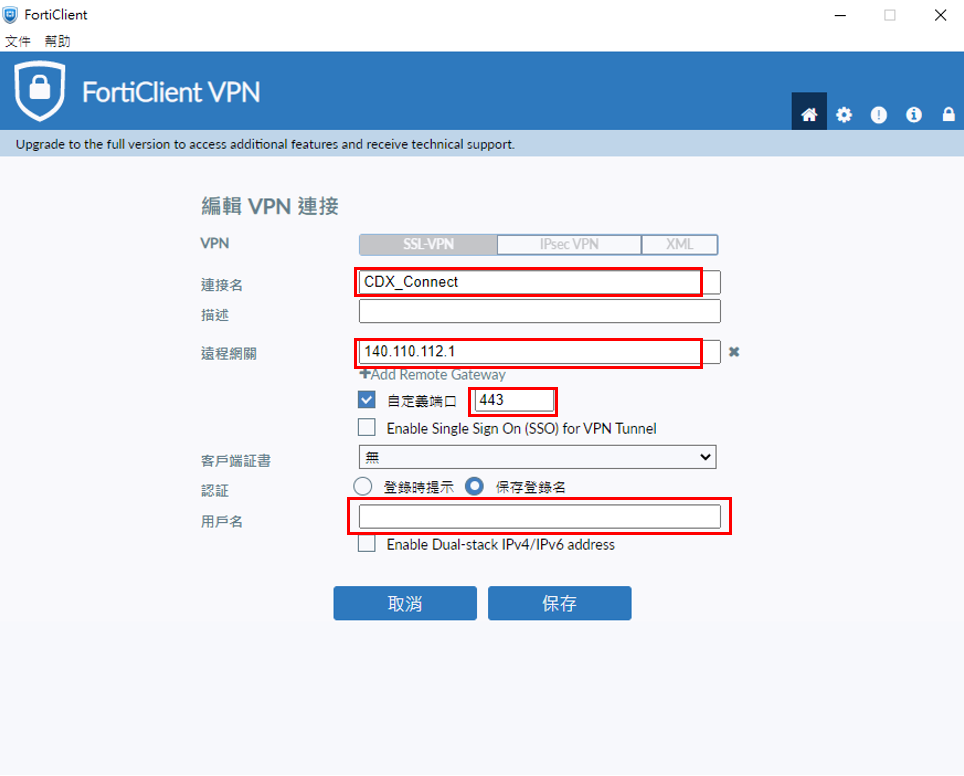 FortiClient
文件 幫助
FortiClient VPN
Upgrade to the full version to access additional features and receive technical support.
編輯 VPN 連接
VPN SSL-VPN IPsec VPN XML
連接名 CDX_Connect
描述
遠程網關 140.110.112.1
+Add Remote Gateway
自定義端口 443
Enable Single Sign On (SSO) for VPN Tunnel
客戶端証書 無
認証 登錄時提示 保存登錄名
用戶名
Enable Dual-stack IPv4/IPv6 address
取消 保存